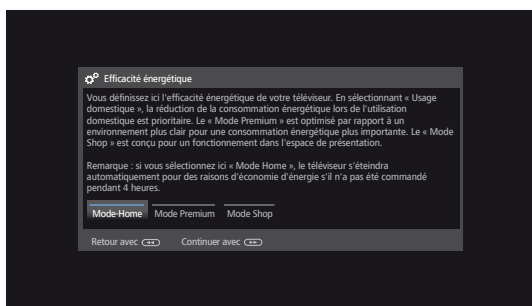 Efficacité énergétique
Vous définissez ici l'efficacité énergétique de votre téléviseur. En sélectionnant « Usage
domestique », la réduction de la consommation énergétique lors de l'utilisation
domestique est prioritaire. Le « Mode Premium » est optimisé par rapport à un
environnement plus clair pour une consommation énergétique plus importante. Le « Mode
Shop » est conçu pour un fonctionnement dans l'espace de présentation.
Remarque : si vous sélectionnez ici « Mode Home », le téléviseur s'éteindra
automatiquement pour des raisons d'économie d'énergie s'il n'a pas été commandé
pendant 4 heures.
Mode-Home Mode Premium Mode Shop
Retour avec Continuer avec